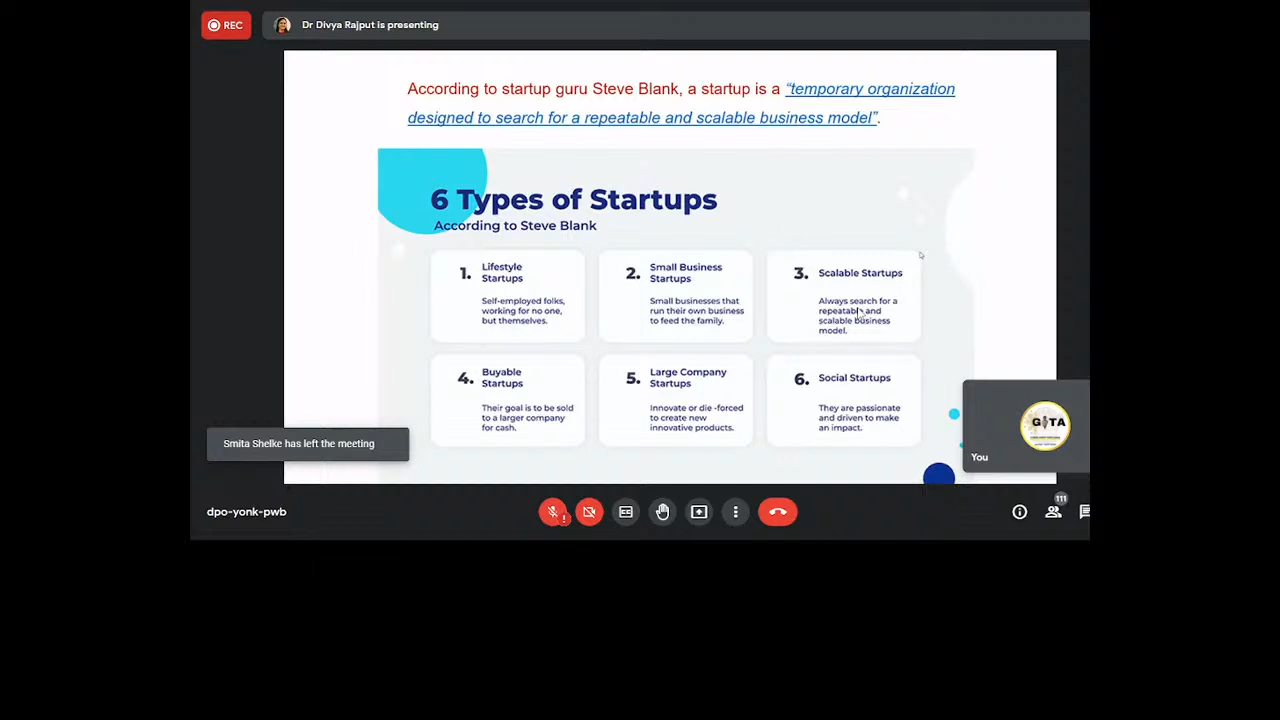 REC
Dr Divya Rajput is presenting
According to startup guru Steve Blank, a startup is a “temporary organization
designed to search for a repeatable and scalable business model”.
6 Types of Startups
According to Steve Blank
1. Lifestyle
Startups
Self-employed folks,
working for no one,
but themselves.
2. Small Business
Startups
Small businesses that
run their own business
to feed the family.
3. Scalable Startups
Always search for a
repeatable and
scalable business
model.
4. Buyable
Startups
Their goal is to be sold
to a larger company
for cash.
5. Large Company
Startups
Innovate or die -forced
to create new
innovative products.
6. Social Startups
They are passionate
and driven to make
an impact.
Smita Shelke has left the meeting
GITA
You
dpo-yonk-pwb
111